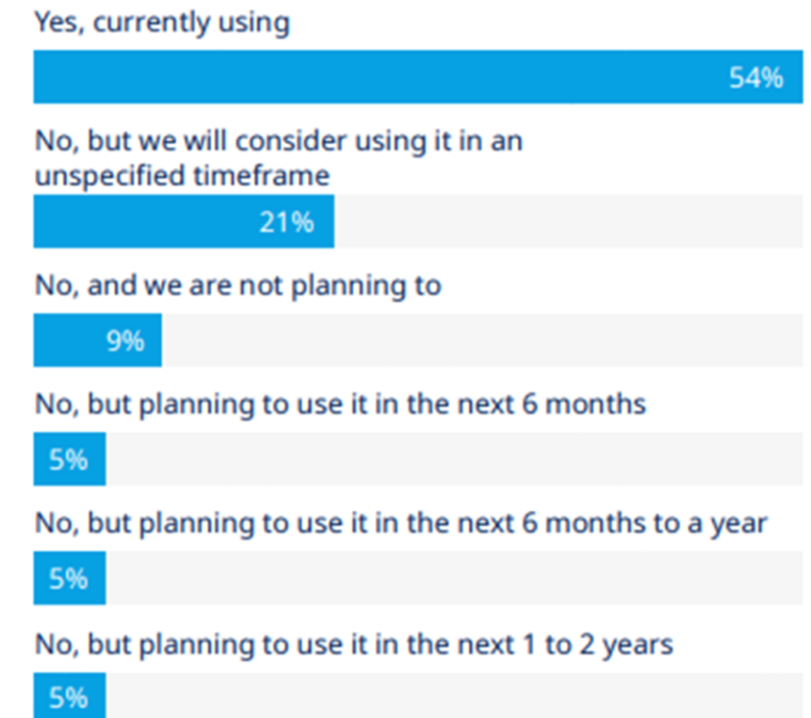 Yes, currently using
54%
No, but we will consider using it in an
unspecified timeframe
21%
No, and we are not planning to
9%
No, but planning to use it in the next 6 months
5%
No, but planning to use it in the next 6 months to a year
5%
No, but planning to use it in the next 1 to 2 years
5%